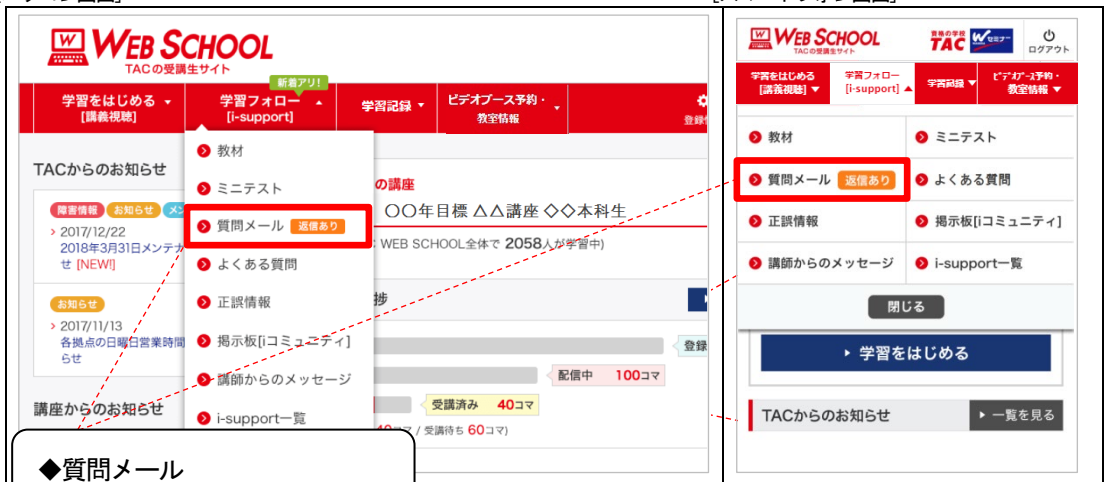 WEB SCHOOL
TACの受講生サイト
新着アリ!
学習をはじめる ▼
[講義視聴]
学習フォロー ▲
[i-support]
学習記録 ▼
ビデオブース予約・ ▼
教室情報
TACからのお知らせ
障害情報 お知らせ
> 2017/12/22
2018年3月31日メンテナ
せ [NEW!]
お知らせ
> 2017/11/13
各拠点の日曜日営業時間
らせ
講座からのお知らせ
教材
ミニテスト
質問メール 返信あり
よくある質問
正誤情報
掲示板[iコミュニティ]
講師からのメッセージ
i-support一覧
の講座
〇〇年目標 △△講座 ◇◇本科生
WEB SCHOOL全体で 2058人が学習中)
捗
登録
配信中 100コマ
受講済み 40コマ
40コマ / 受講待ち 60コマ)
◆質問メール
WEB SCHOOL
TACの受講生サイト
資格の学校
TAC
Wセミナー
ログアウト
学習をはじめる
[講義視聴] ▼
学習フォロー
[i-support] ▲
学習記録 ▼
ビデオブース予約・
教室情報 ▼
教材
ミニテスト
質問メール 返信あり
よくある質問
正誤情報
掲示板[iコミュニティ]
講師からのメッセージ
i-support一覧
閉じる
学習をはじめる
TACからのお知らせ
一覧を見る